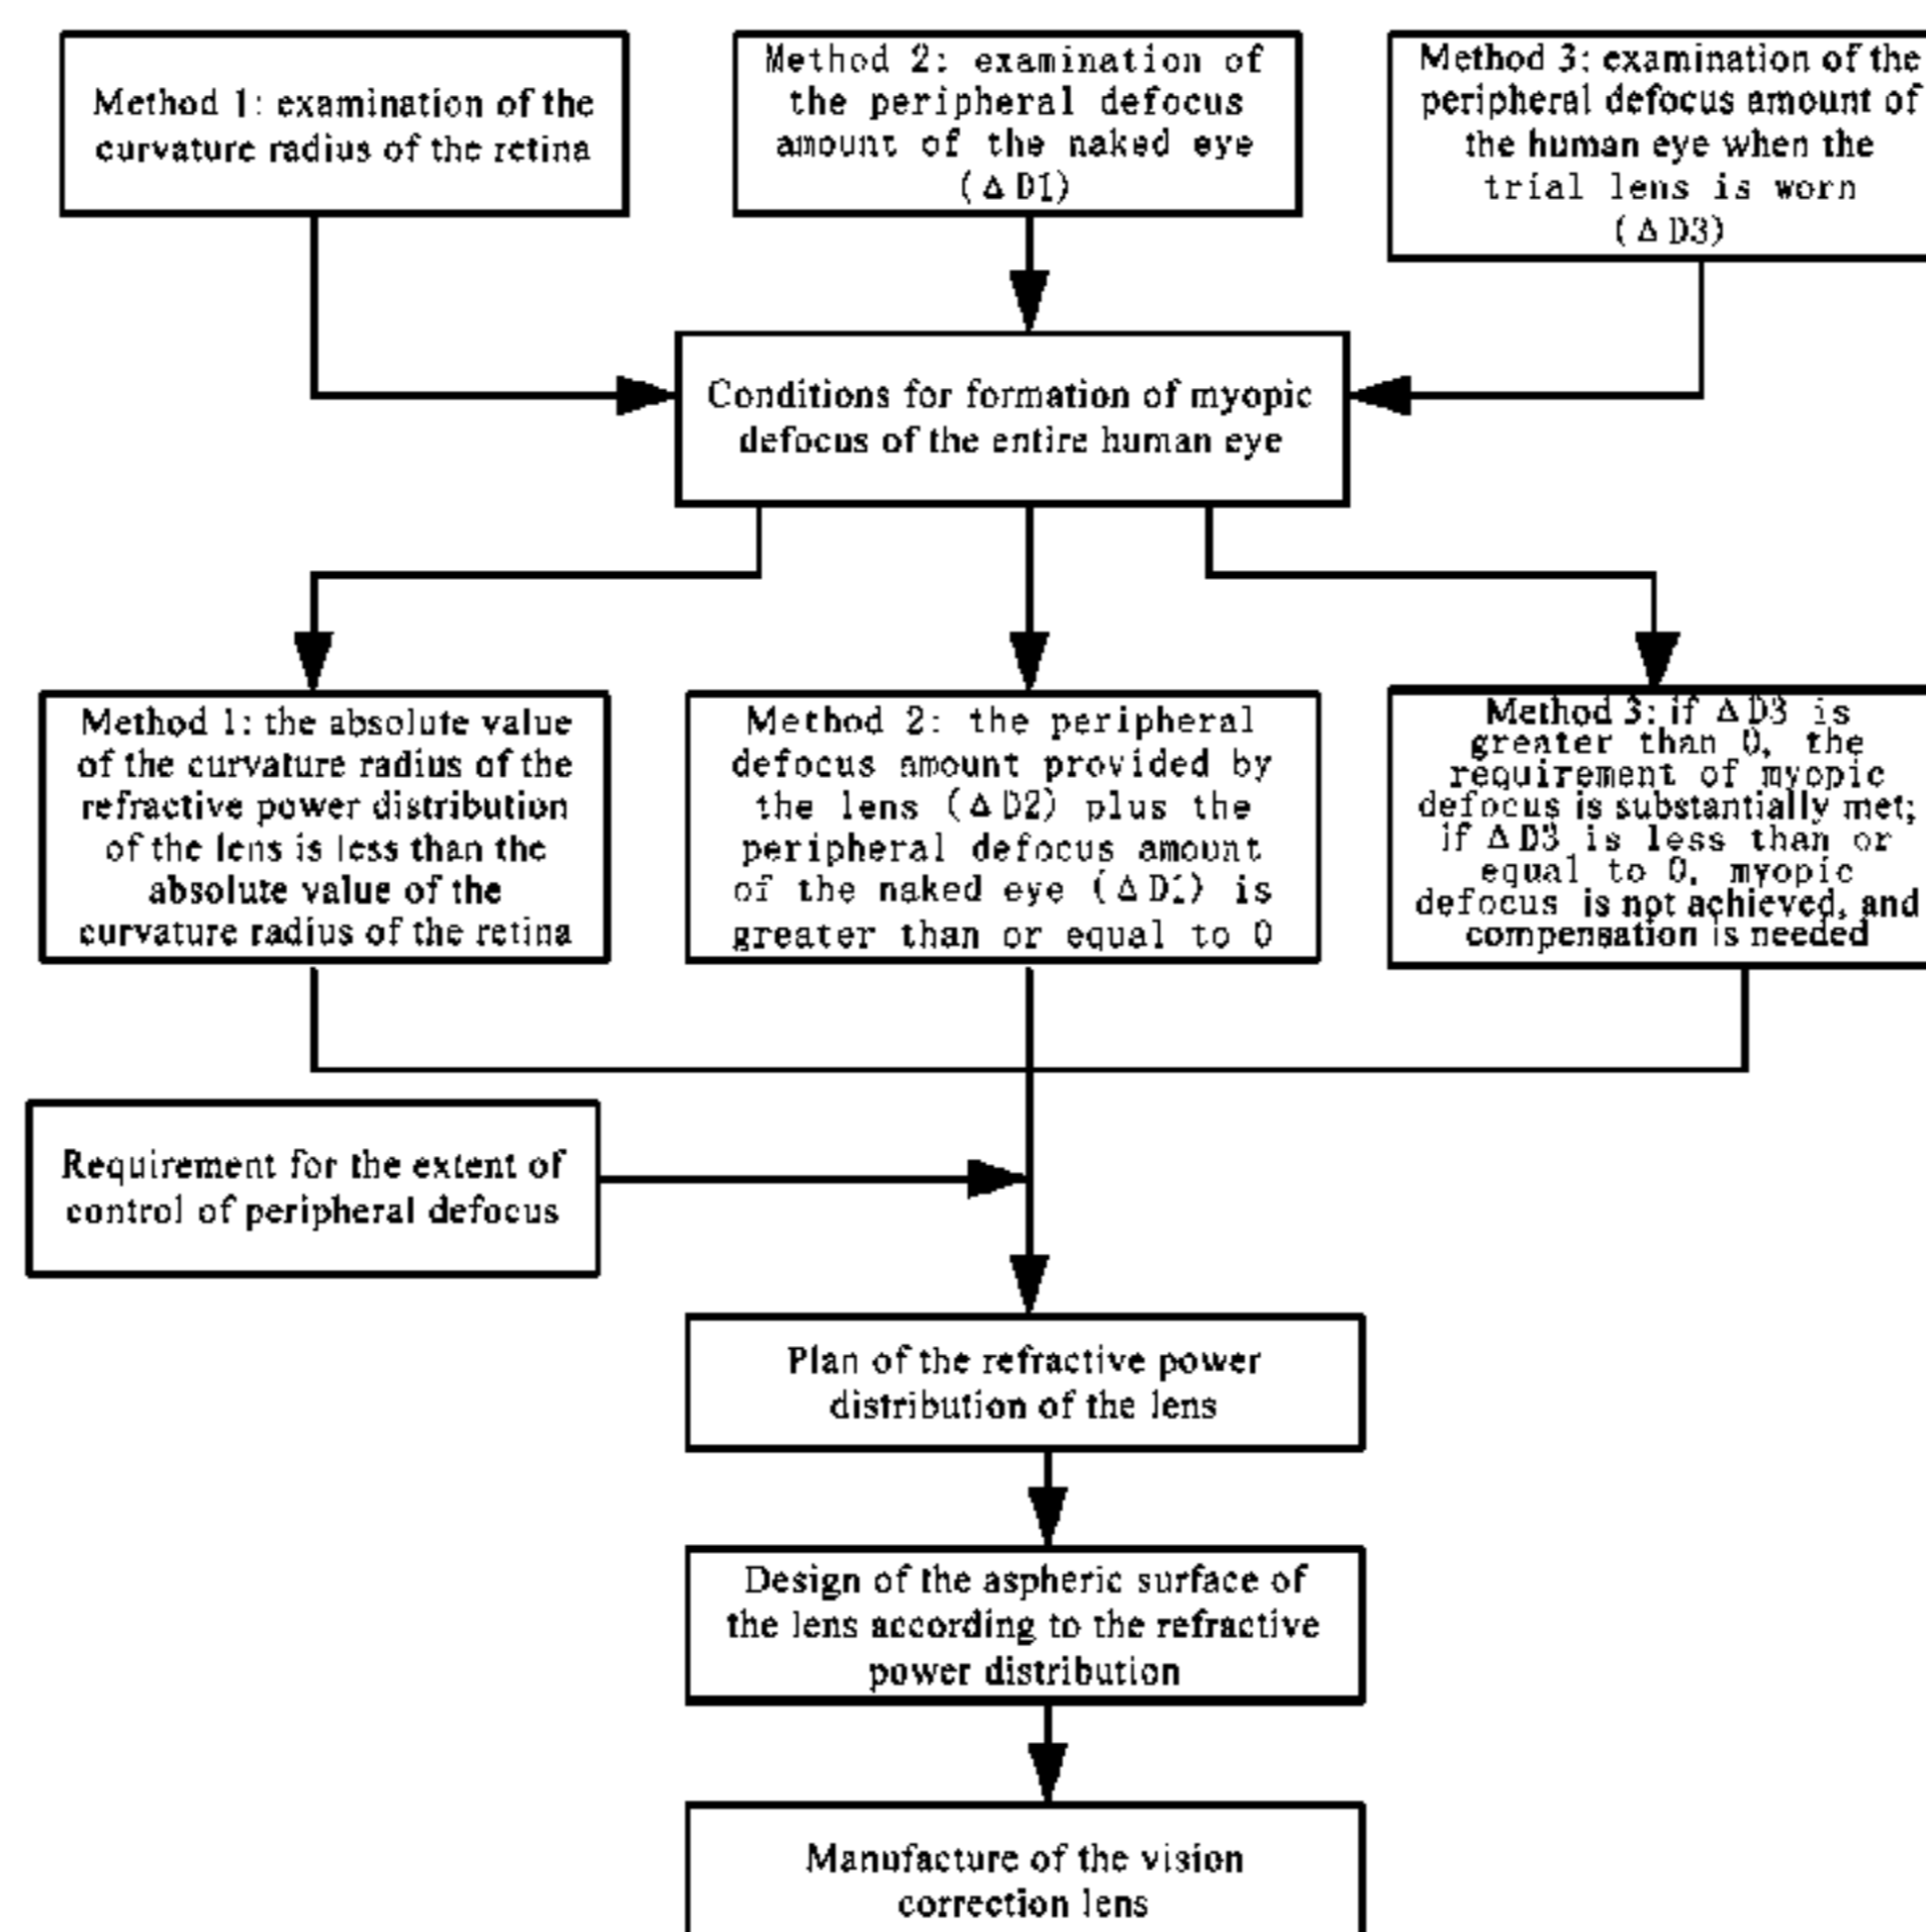 Method 1: examination of the
curvature radius of the retina
Method 2: examination of
the peripheral defocus
amount of the naked eye
(ΔD1)
Method 3: examination of the
peripheral defocus amount of
the human eye when the
trial lens is worn
(ΔD3)
Conditions for formation of myopic
defocus of the entire human eye
Method 1: the absolute value
of the curvature radius of the
refractive power distribution
of the lens is less than the
absolute value of the
curvature radius of the retina
Method 2: the peripheral
defocus amount provided by
the lens (ΔD2) plus the
peripheral defocus amount
of the naked eye (ΔD1) is
greater than or equal to 0
Method 3: if ΔD3 is
greater than 0, the
requirement of myopic
defocus is substantially met;
if ΔD3 is less than or
equal to 0, myopic
defocus is not achieved, and
compensation is needed
Requirement for the extent of
control of peripheral defocus
Plan of the refractive power
distribution of the lens
Design of the aspheric surface of
the lens according to the refractive
power distribution
Manufacture of the vision
correction lens